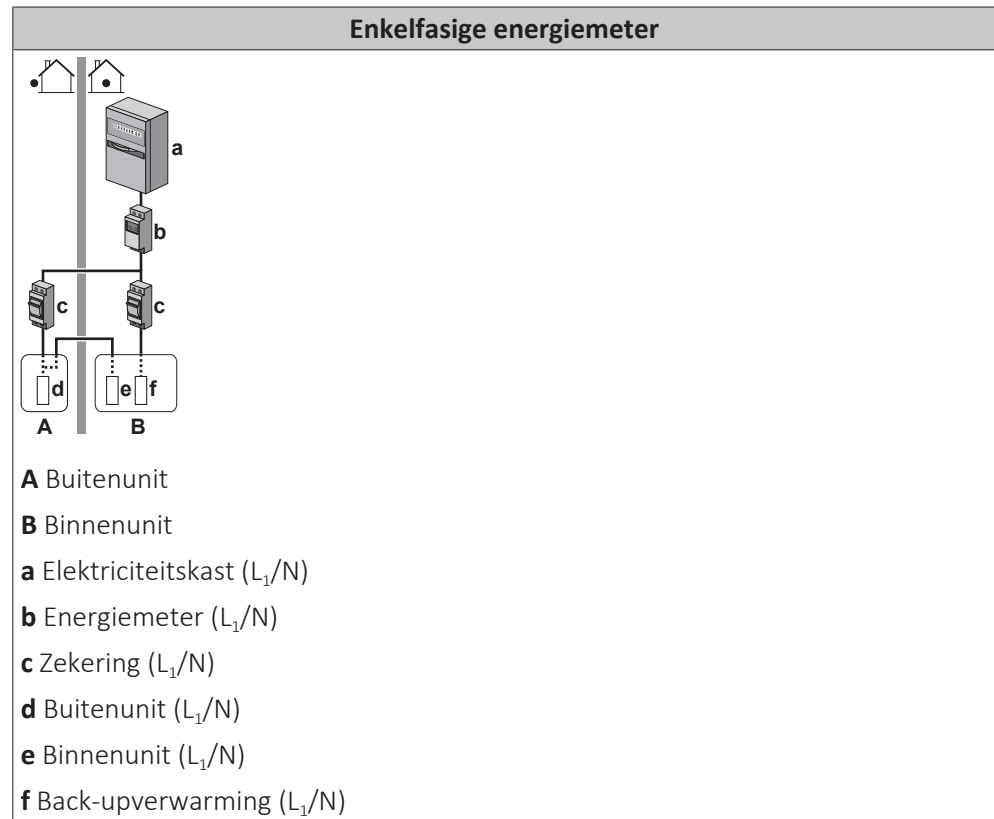 Enkelfasige energiemeter
a
b
c c
d e f
A B
A Buitenunit
B Binnenunit
a Elektriciteitskast (L₁/N)
b Energiemeter (L₁/N)
c Zekering (L₁/N)
d Buitenunit (L₁/N)
e Binnenunit (L₁/N)
f Back-upverwarming (L₁/N)